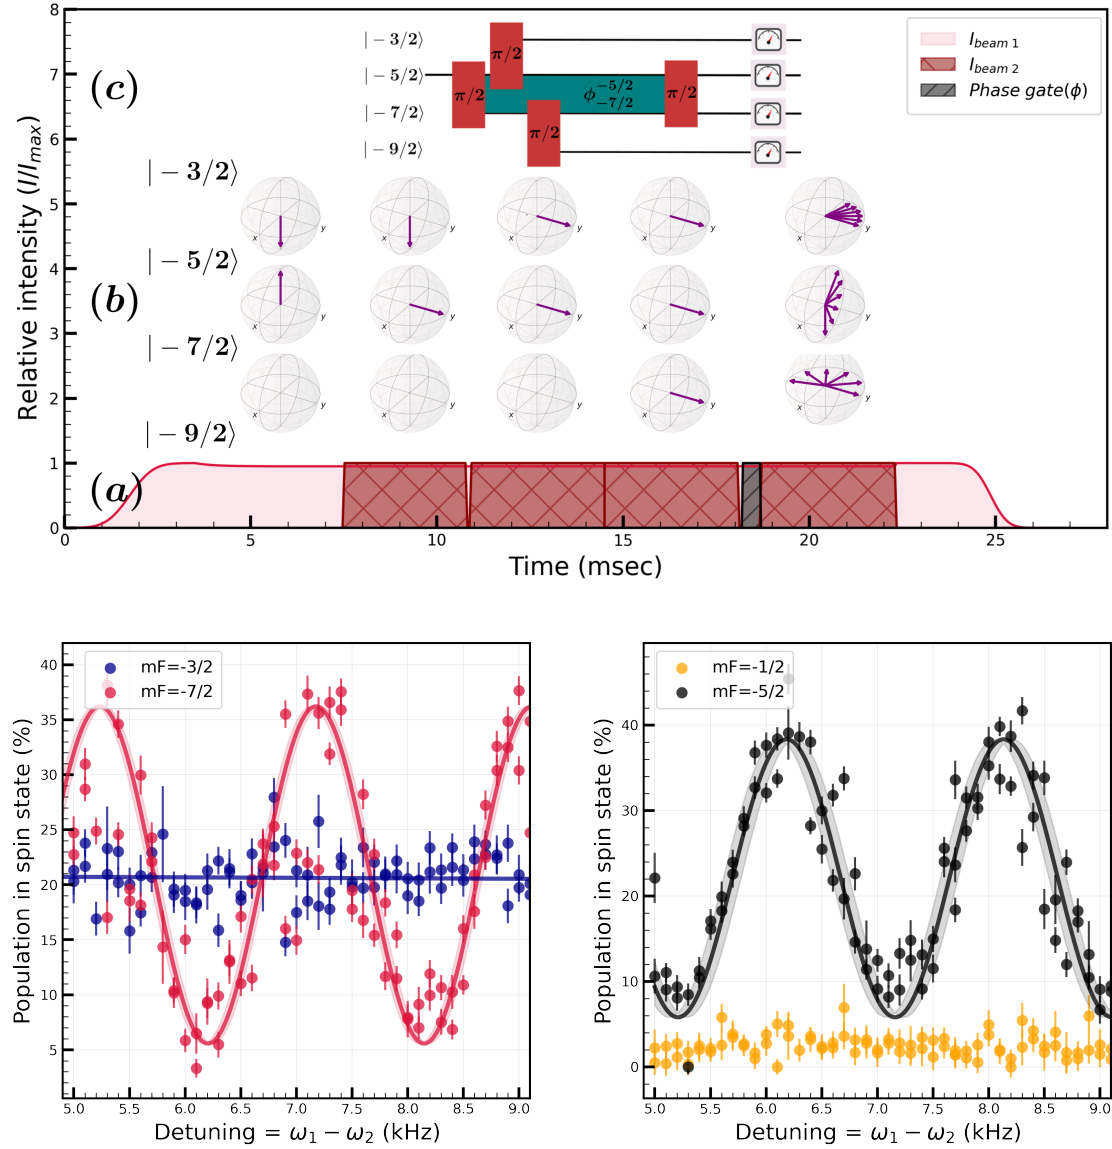 8
7
6
5
4
3
2
1
0
Relative intensity (I/I_max)
(c)
|−3/2⟩
|−5/2⟩
|−7/2⟩
|−9/2⟩
π/2
π/2
π/2
π/2
ϕ^{−5/2}_{−7/2}
I_{beam 1}
I_{beam 2}
Phase gate(ϕ)
|−3/2⟩
|−5/2⟩
(b)
|−7/2⟩
|−9/2⟩
x y x y x y x y x y
x y x y x y x y x y
x y x y x y x y x y
(a)
0 5 10 15 20 25
Time (msec)
40
35
30
25
20
15
10
5
Population in spin state (%)
mF=-3/2
mF=-7/2
5.0 5.5 6.0 6.5 7.0 7.5 8.0 8.5 9.0
Detuning = ω₁ − ω₂ (kHz)
40
30
20
10
0
Population in spin state (%)
mF=-1/2
mF=-5/2
5.0 5.5 6.0 6.5 7.0 7.5 8.0 8.5 9.0
Detuning = ω₁ − ω₂ (kHz)